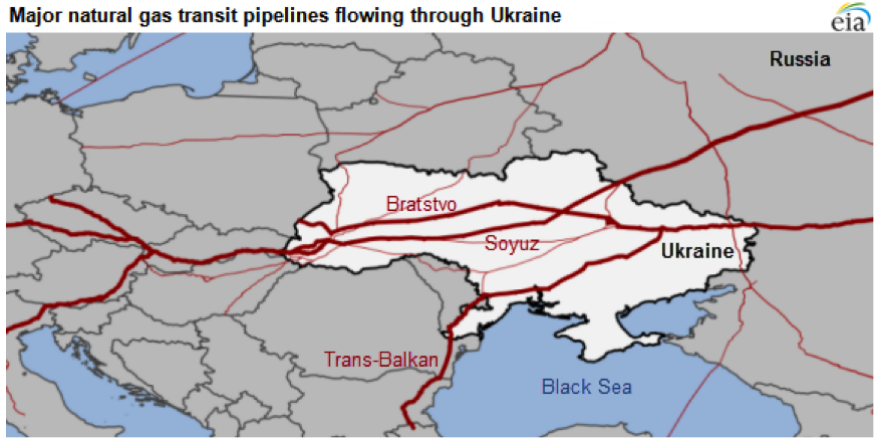 Major natural gas transit pipelines flowing through Ukraine
eia
Russia
Bratstvo
Soyuz
Ukraine
Trans-Balkan
Black Sea